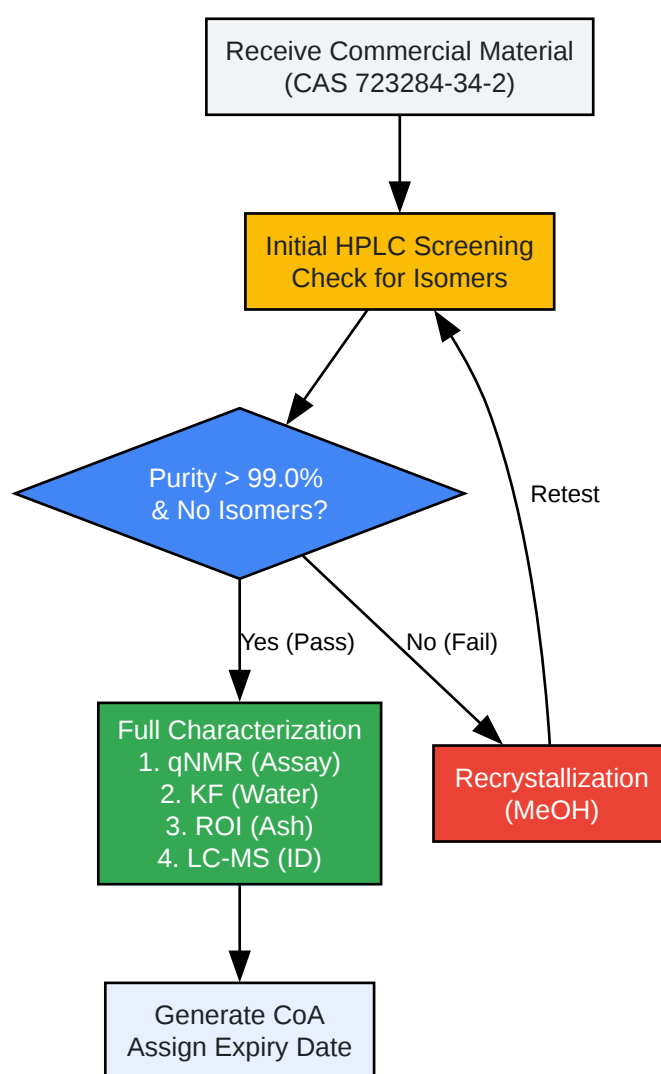 Receive Commercial Material
(CAS 723284-34-2)
Initial HPLC Screening
Check for Isomers
Purity > 99.0%
& No Isomers?
Retest
Yes (Pass)
No (Fail)
Full Characterization
1. qNMR (Assay)
2. KF (Water)
3. ROI (Ash)
4. LC-MS (ID)
Recrystallization
(MeOH)
Generate CoA
Assign Expiry Date